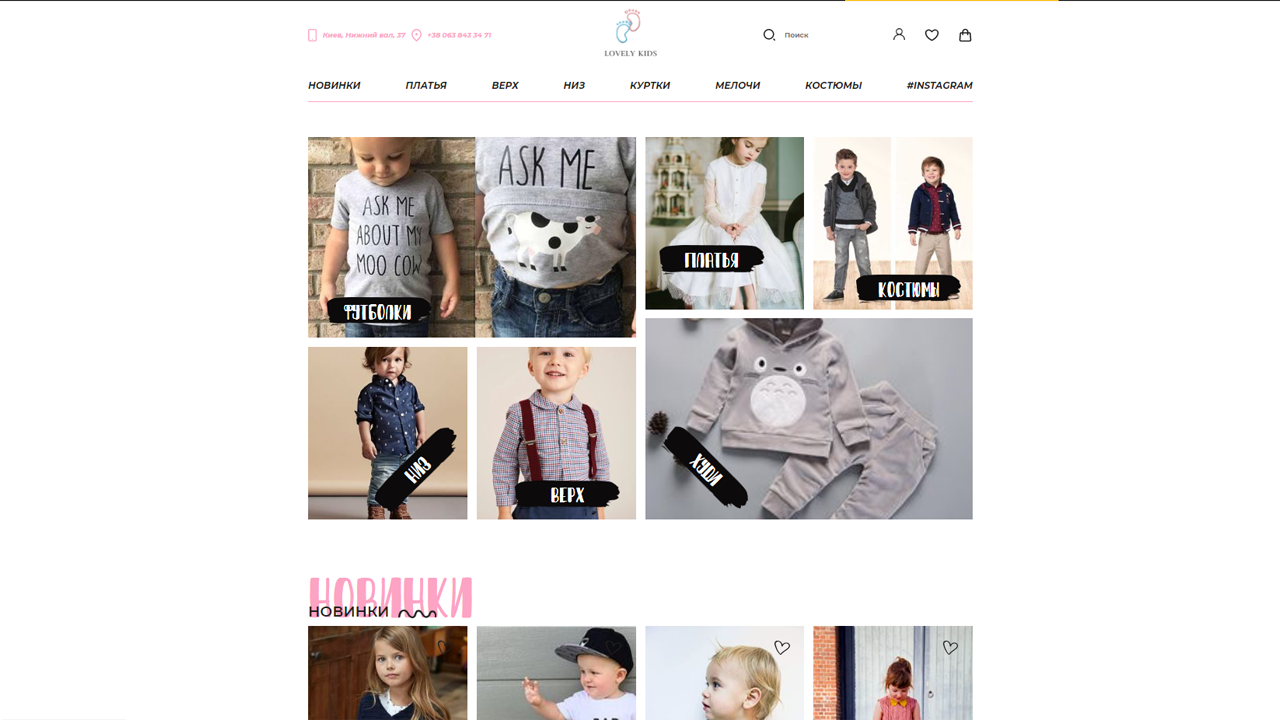 Киев, Нижний вал, 37 +38 063 843 34 71
LOVELY KIDS
Поиск
НОВИНКИ ПЛАТЬЯ ВЕРХ НИЗ КУРТКИ МЕЛОЧИ КОСТЮМЫ #INSTAGRAM
ASK ME
ABOUT MY
MOO COW
ASK ME
ФУТБОЛКИ
ПЛАТЬЯ
КОСТЮМЫ
НИЗ
ВЕРХ
ХУДИ
НОВИНКИ
НОВИНКИ